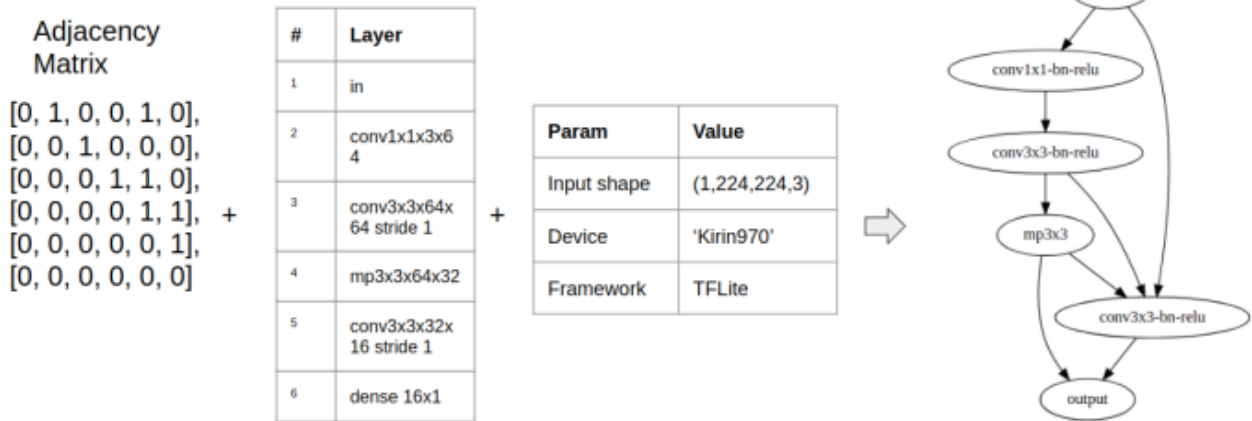 Adjacency
Matrix
[0, 1, 0, 0, 1, 0],
[0, 0, 1, 0, 0, 0],
[0, 0, 0, 1, 1, 0],
[0, 0, 0, 0, 1, 1],
[0, 0, 0, 0, 0, 1],
[0, 0, 0, 0, 0, 0]
+
# Layer
1 in
2 conv1x1x3x6
4
3 conv3x3x64x
64 stride 1
4 mp3x3x64x32
5 conv3x3x32x
16 stride 1
6 dense 16x1
+
Param Value
Input shape (1,224,224,3)
Device ‘Kirin970’
Framework TFLite
conv1x1-bn-relu
conv3x3-bn-relu
mp3x3
conv3x3-bn-relu
output